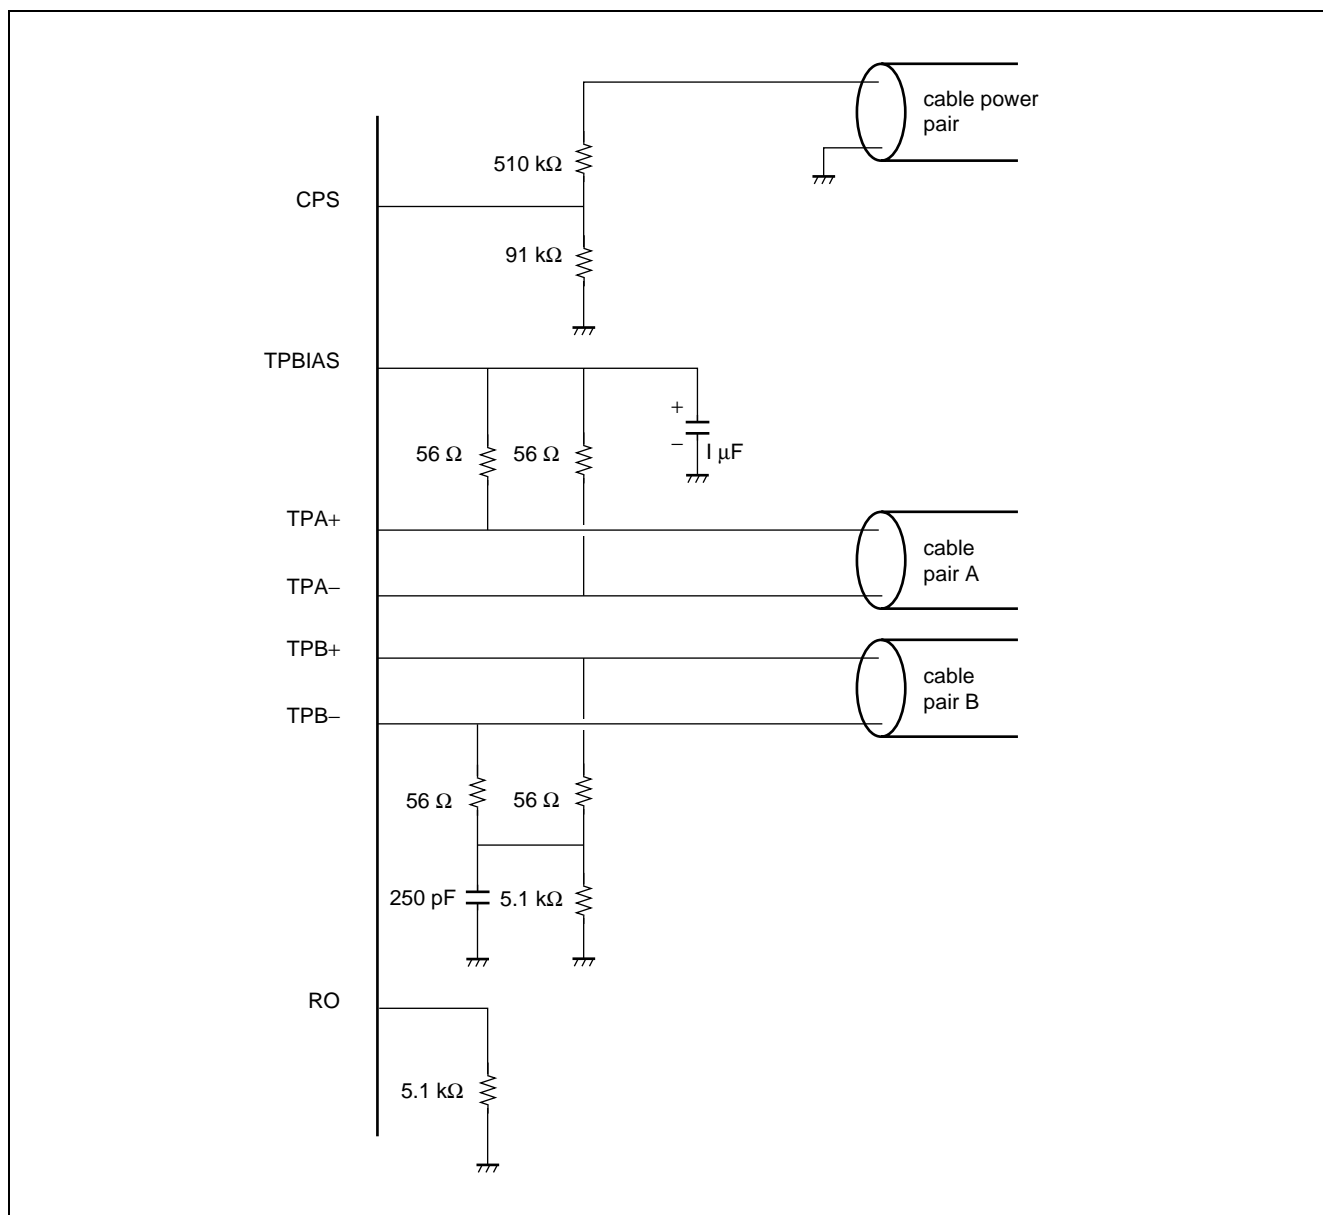 cable power
pair
510 kΩ
CPS
91 kΩ
TPBIAS
+
−
56 Ω
56 Ω
I μF
TPA+
cable
pair A
TPA−
TPB+
cable
pair B
TPB−
56 Ω
56 Ω
250 pF
5.1 kΩ
RO
5.1 kΩ